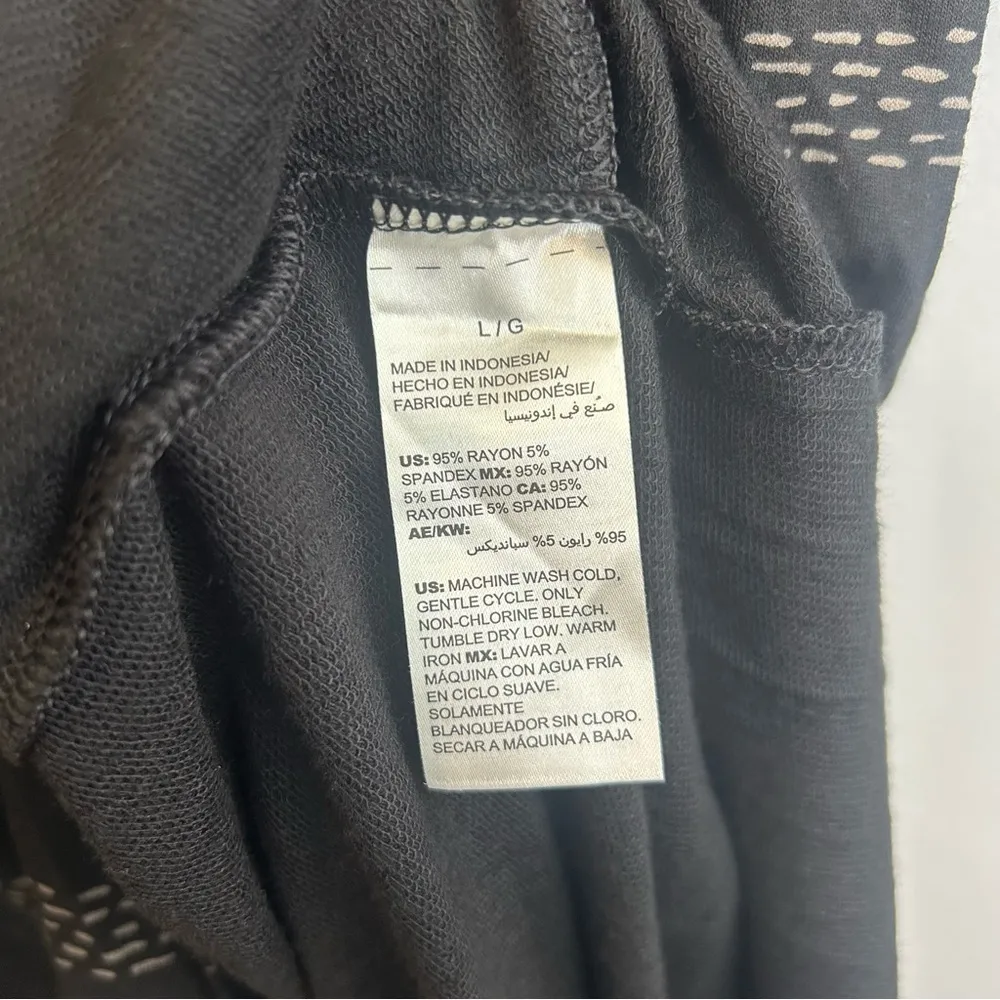 L / G
MADE IN INDONESIA/
HECHO EN INDONESIA/
FABRIQUÉ EN INDONÉSIE/
صُنع في إندونيسيا
US: 95% RAYON 5%
SPANDEX MX: 95% RAYÓN
5% ELASTANO CA: 95%
RAYONNE 5% SPANDEX
AE/KW:
95% رايون 5% سبانديكس
US: MACHINE WASH COLD,
GENTLE CYCLE. ONLY
NON-CHLORINE BLEACH.
TUMBLE DRY LOW. WARM
IRON MX: LAVAR A
MÁQUINA CON AGUA FRÍA
EN CICLO SUAVE.
SOLAMENTE
BLANQUEADOR SIN CLORO.
SECAR A MÁQUINA A BAJA